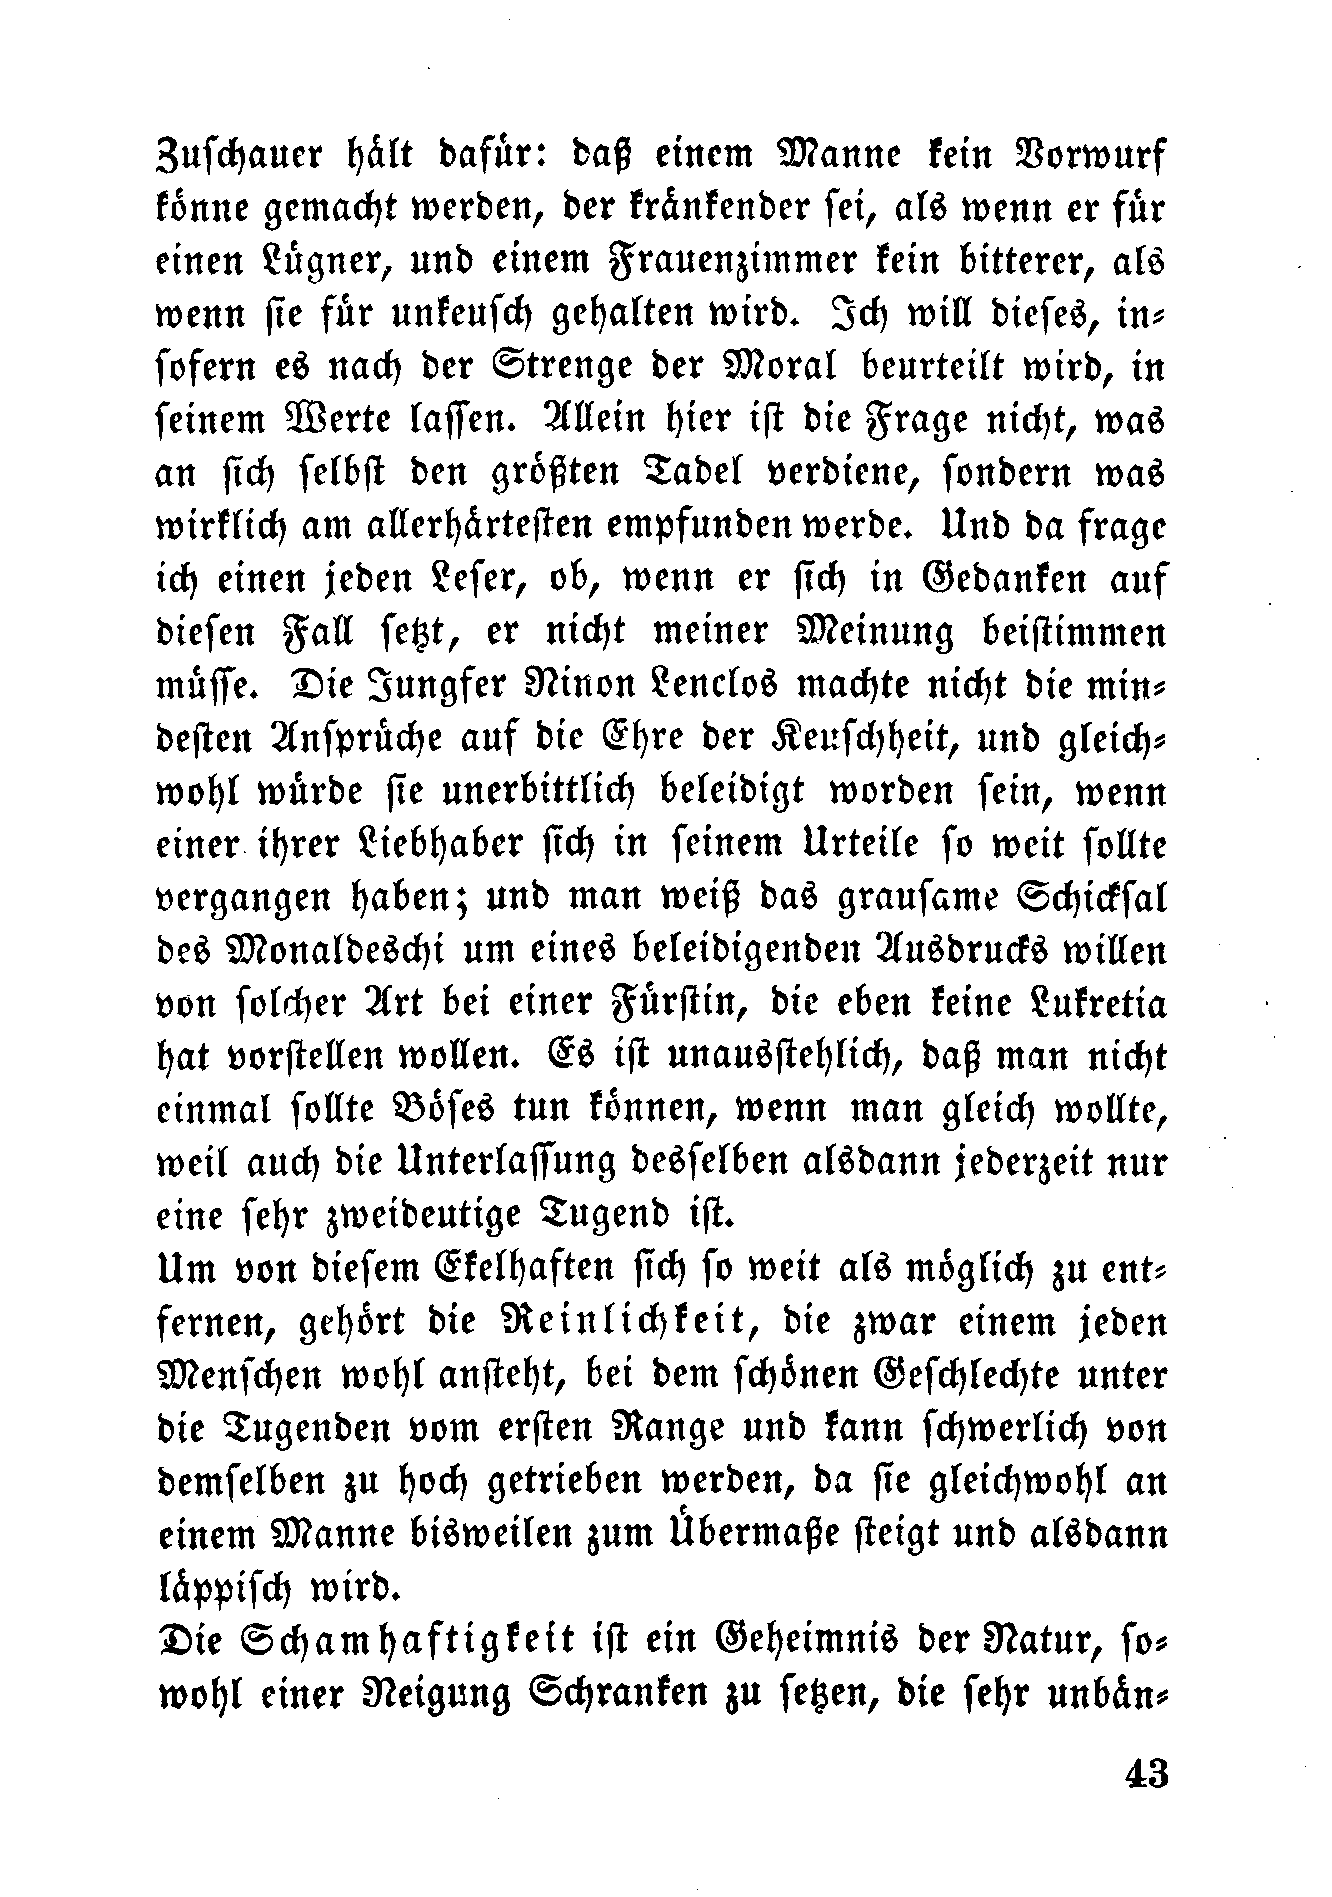 Zuschauer hält dafür: daß einem Manne kein Vorwurf
könne gemacht werden, der kränkender sei, als wenn er für
einen Lügner, und einem Frauenzimmer kein bitterer, als
wenn sie für unkeusch gehalten wird. Ich will dieses, in-
sofern es nach der Strenge der Moral beurteilt wird, in
seinem Werte lassen. Allein hier ist die Frage nicht, was
an sich selbst den größten Tadel verdiene, sondern was
wirklich am allerhärtesten empfunden werde. Und da frage
ich einen jeden Leser, ob, wenn er sich in Gedanken auf
diesen Fall setzt, er nicht meiner Meinung beistimmen
müsse. Die Jungfer Ninon Lenclos machte nicht die min-
desten Ansprüche auf die Ehre der Keuschheit, und gleich-
wohl würde sie unerbittlich beleidigt worden sein, wenn
einer ihrer Liebhaber sich in seinem Urteile so weit sollte
vergangen haben; und man weiß das grausame Schicksal
des Monaldeschi um eines beleidigenden Ausdrucks willen
von solcher Art bei einer Fürstin, die eben keine Lukretia
hat vorstellen wollen. Es ist unausstehlich, daß man nicht
einmal sollte Böses tun können, wenn man gleich wollte,
weil auch die Unterlassung desselben alsdann jederzeit nur
eine sehr zweideutige Tugend ist.
Um von diesem Ekelhaften sich so weit als möglich zu ent-
fernen, gehört die Reinlichkeit, die zwar einem jeden
Menschen wohl ansteht, bei dem schönen Geschlechte unter
die Tugenden vom ersten Range und kann schwerlich von
demselben zu hoch getrieben werden, da sie gleichwohl an
einem Manne bisweilen zum Übermaße steigt und alsdann
läppisch wird.
Die Schamhaftigkeit ist ein Geheimnis der Natur, so-
wohl einer Neigung Schranken zu setzen, die sehr unbän-
43